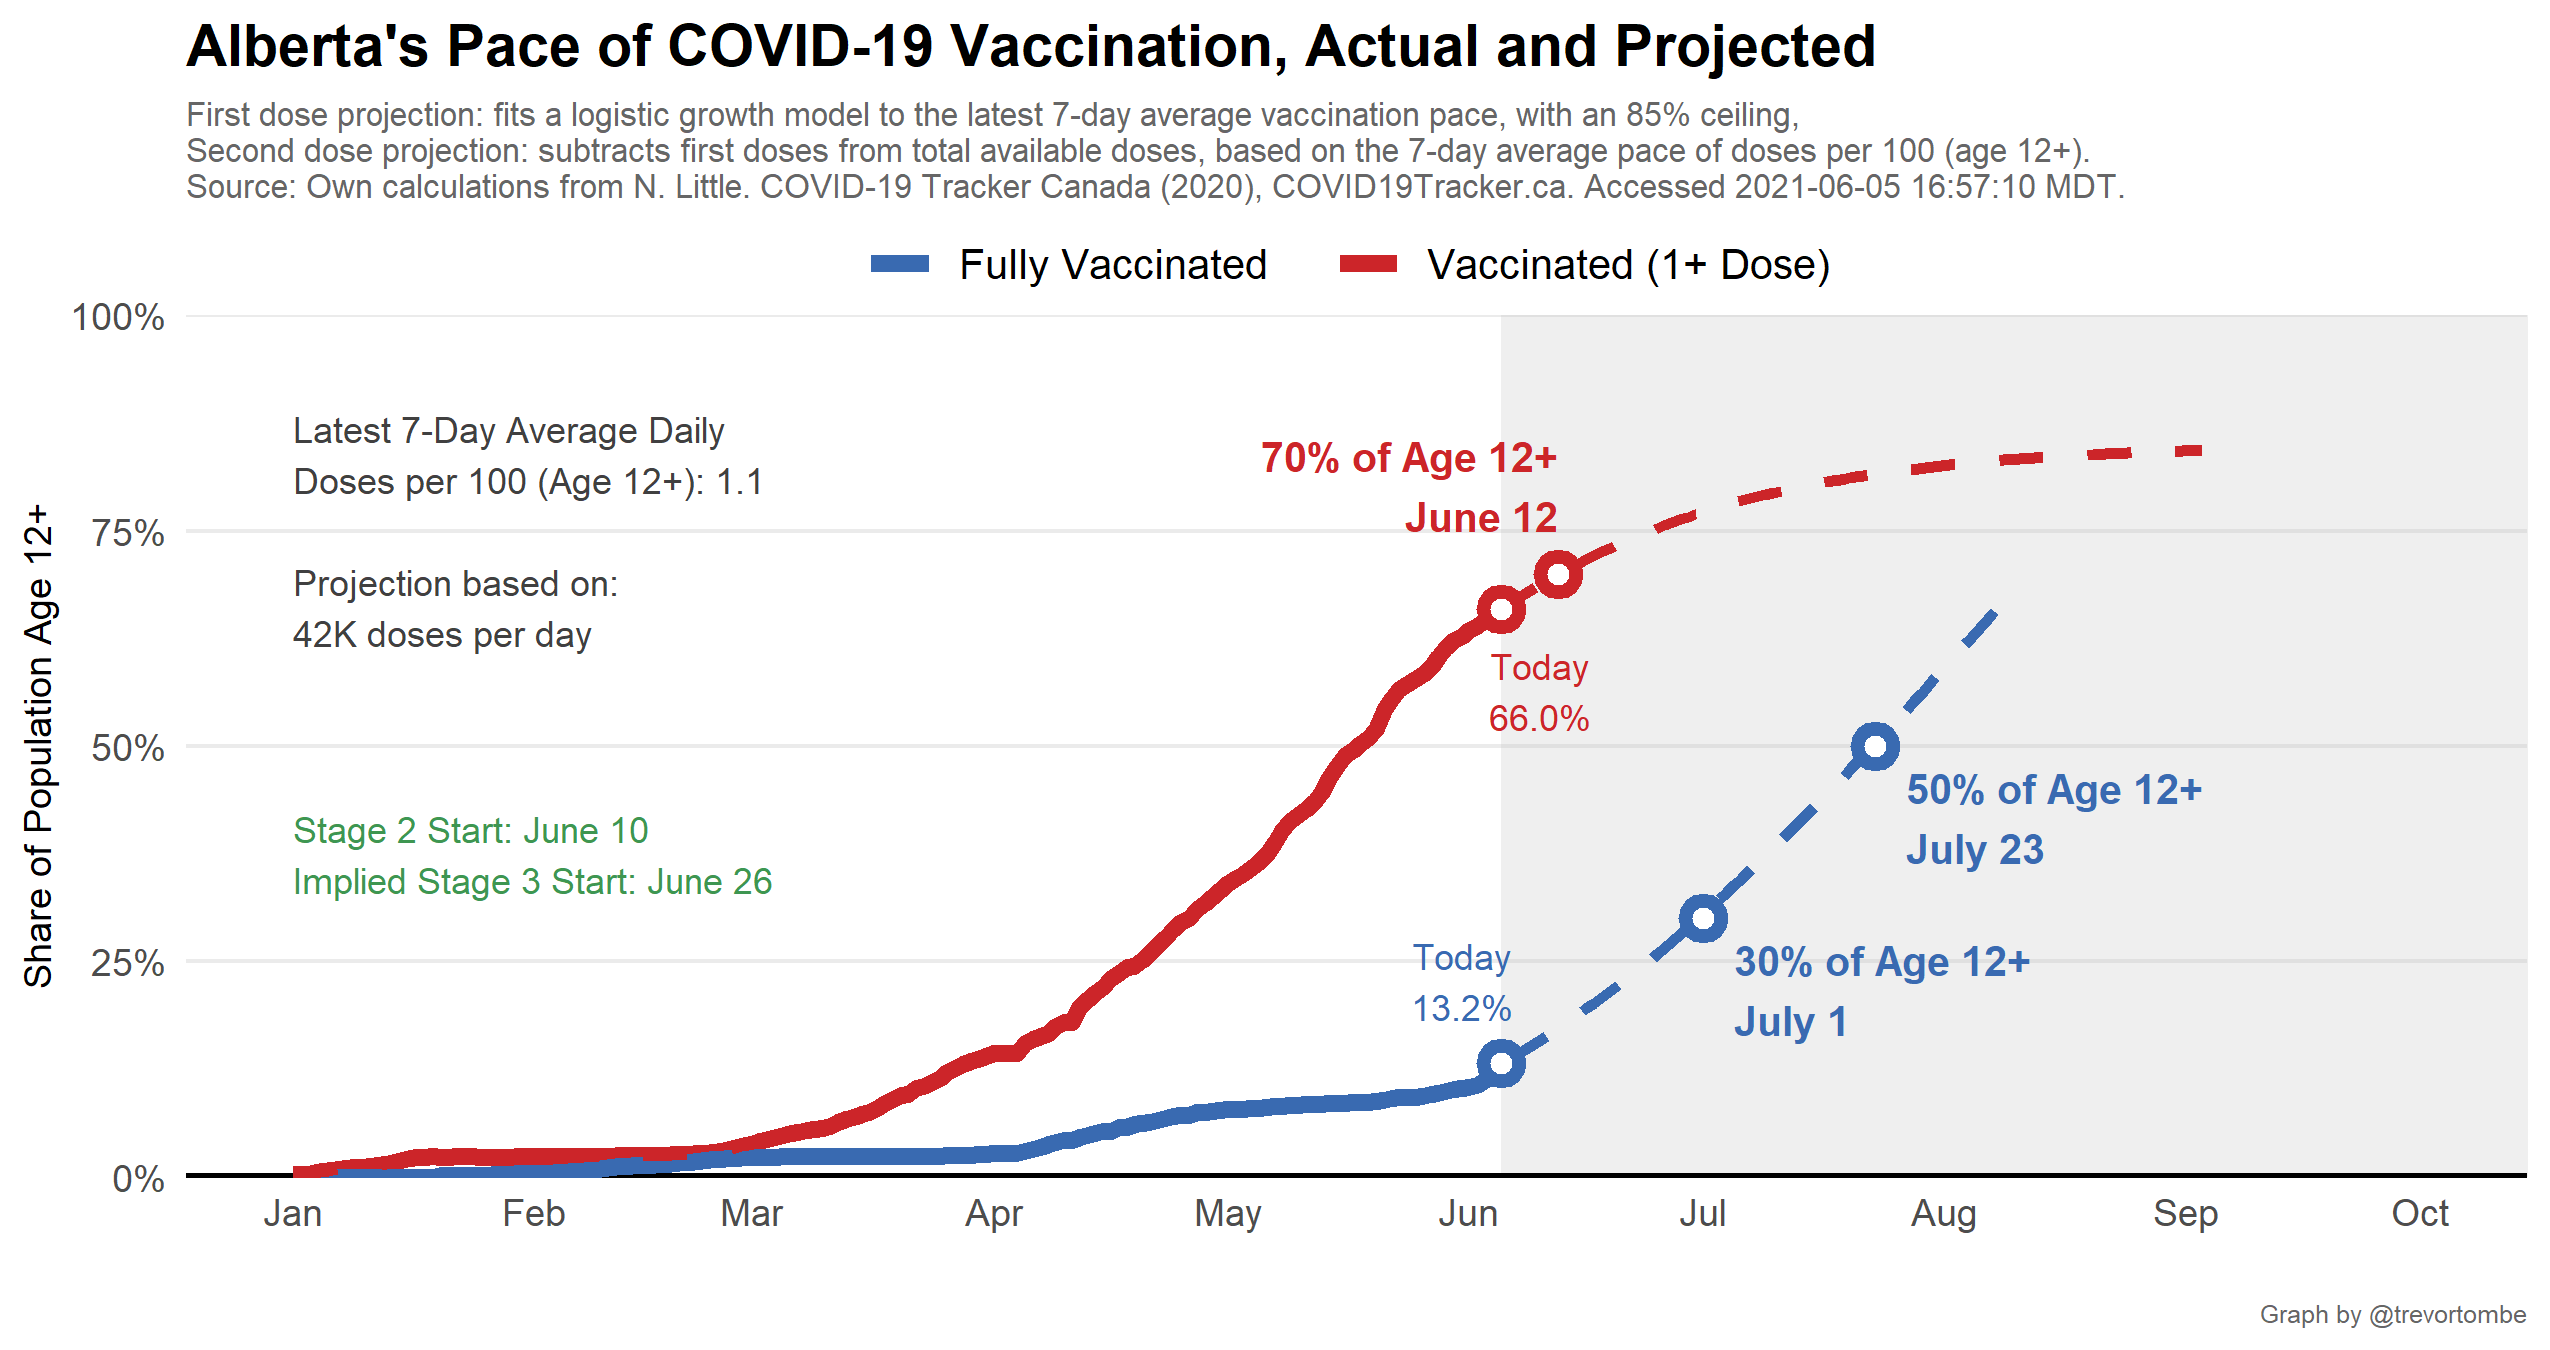 Alberta's Pace of COVID-19 Vaccination, Actual and Projected
First dose projection: fits a logistic growth model to the latest 7-day average vaccination pace, with an 85% ceiling,
Second dose projection: subtracts first doses from total available doses, based on the 7-day average pace of doses per 100 (age 12+).
Source: Own calculations from N. Little. COVID-19 Tracker Canada (2020), COVID19Tracker.ca. Accessed 2021-06-05 16:57:10 MDT.
Fully Vaccinated
Vaccinated (1+ Dose)
Share of Population Age 12+
100%
75%
50%
25%
0%
Latest 7-Day Average Daily
Doses per 100 (Age 12+): 1.1
Projection based on:
42K doses per day
Stage 2 Start: June 10
Implied Stage 3 Start: June 26
70% of Age 12+
June 12
Today
66.0%
50% of Age 12+
July 23
Today
13.2%
30% of Age 12+
July 1
Jan
Feb
Mar
Apr
May
Jun
Jul
Aug
Sep
Oct
Graph by @trevortombe